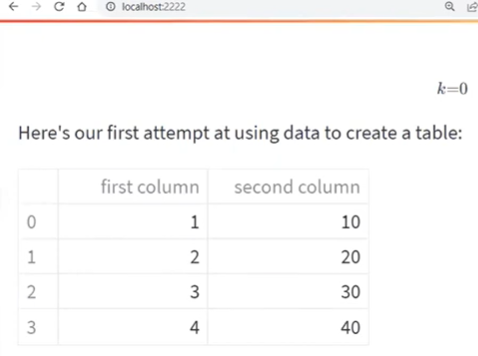 localhost:2222
k=0
Here's our first attempt at using data to create a table:
first column second column
0 1 10
1 2 20
2 3 30
3 4 40